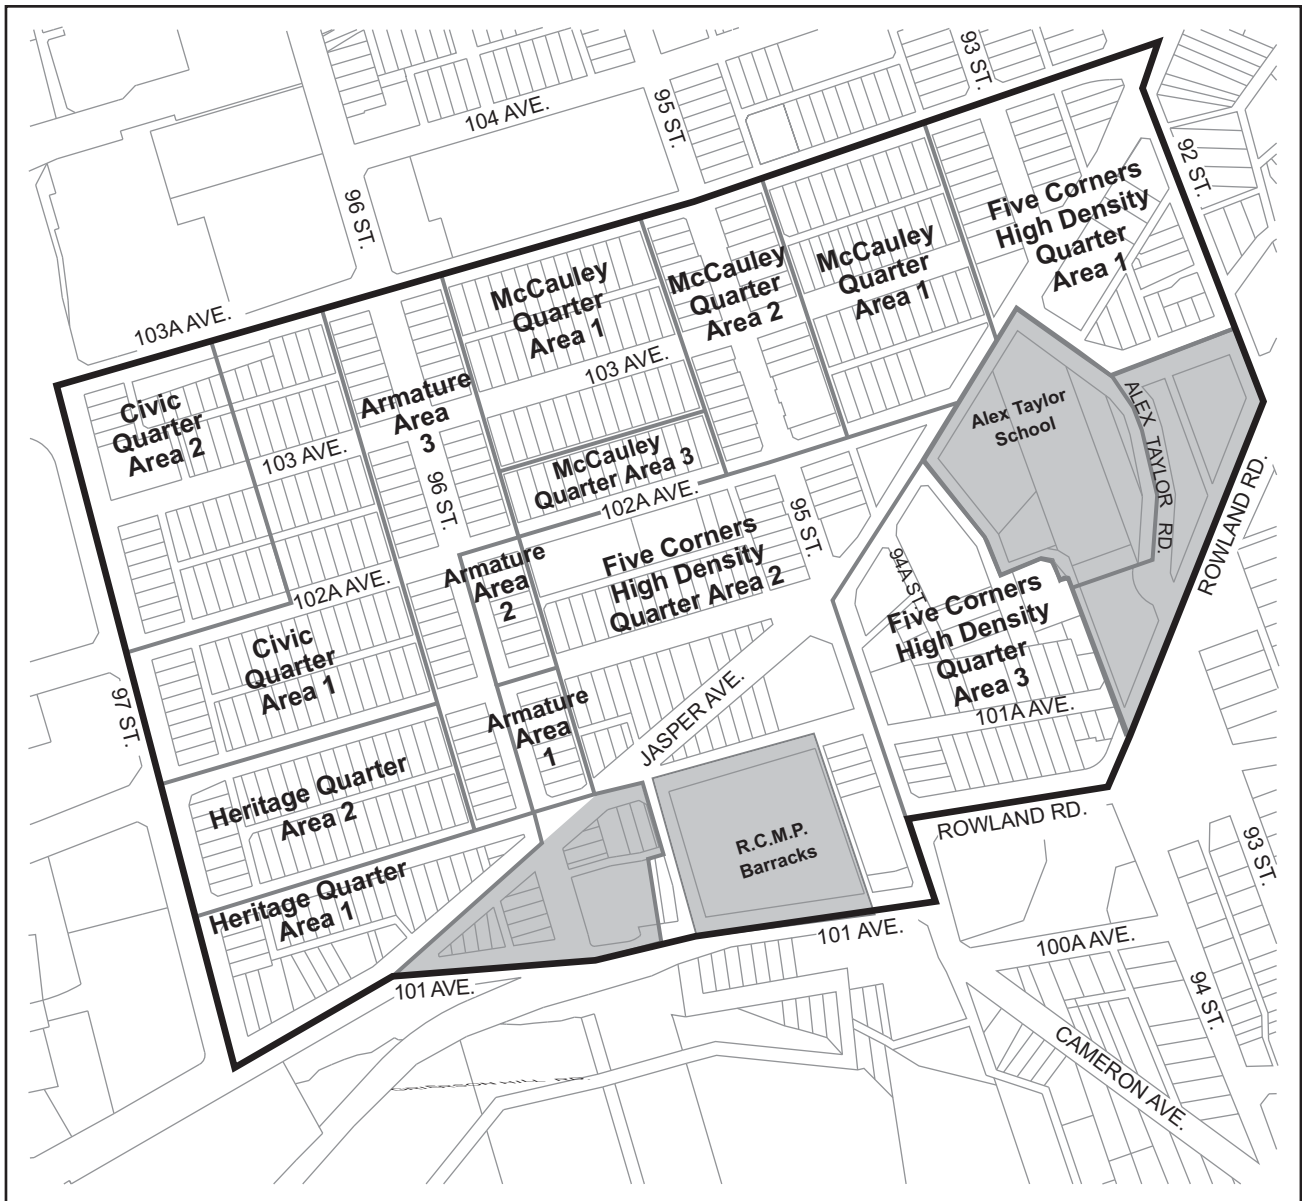 93 ST.
104 AVE.
95 ST.
92 ST.
96 ST.
Five Corners
High Density
Quarter
Area 1
McCauley
Quarter
Area 1
McCauley
Quarter
Area 2
McCauley
Quarter
Area 1
103A AVE.
103 AVE.
Civic
Quarter
Area 2
Armature
Area
3
Alex Taylor
School
ALEX TAYLOR RD.
103 AVE.
McCauley
Quarter Area 3
ROWLAND RD.
96 ST.
102A AVE.
95 ST.
Five Corners
High Density
Quarter Area 2
Armature
Area
2
94A ST.
102A AVE.
Five Corners
High Density
Quarter
Area 3
Civic
Quarter
Area 1
97 ST.
Armature
Area
1
JASPER AVE.
101A AVE.
Heritage Quarter
Area 2
R.C.M.P.
Barracks
ROWLAND RD.
93 ST.
Heritage Quarter
Area 1
101 AVE.
100A AVE.
101 AVE.
94 ST.
CAMERON AVE.
GRIERSON HILL RD.